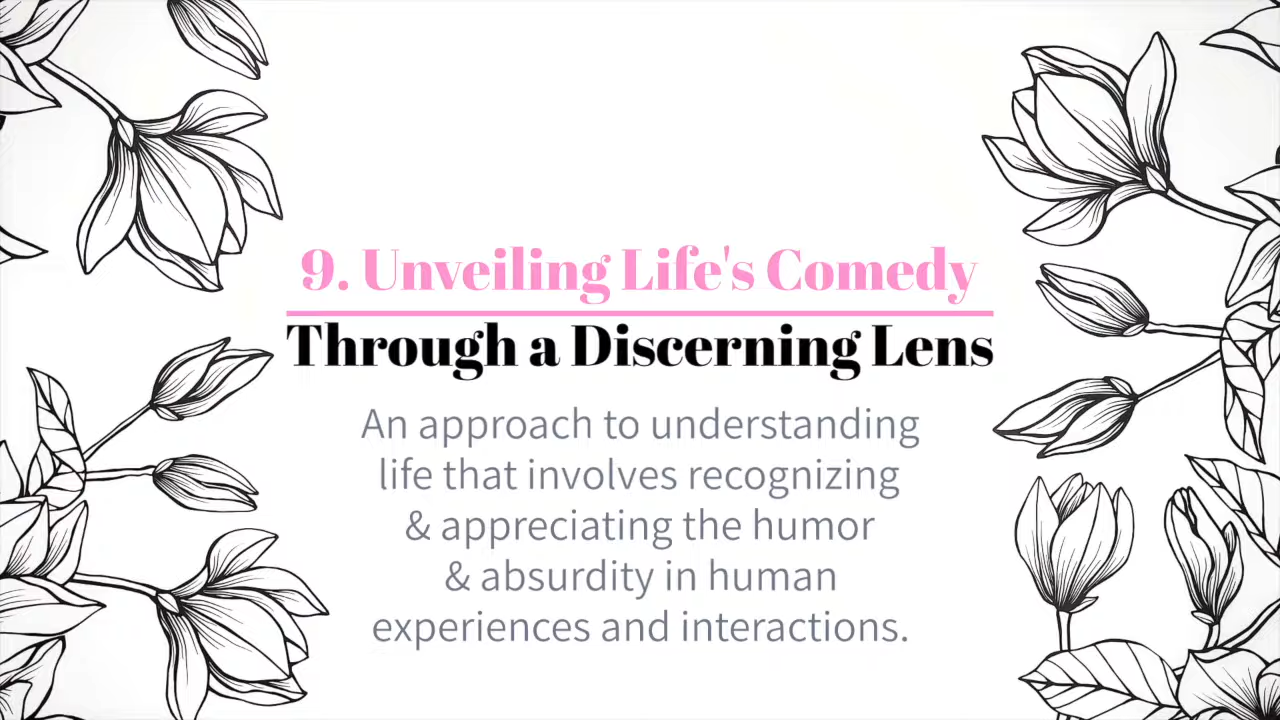 9. Unveiling Life's Comedy
Through a Discerning Lens
An approach to understanding
life that involves recognizing
& appreciating the humor
& absurdity in human
experiences and interactions.